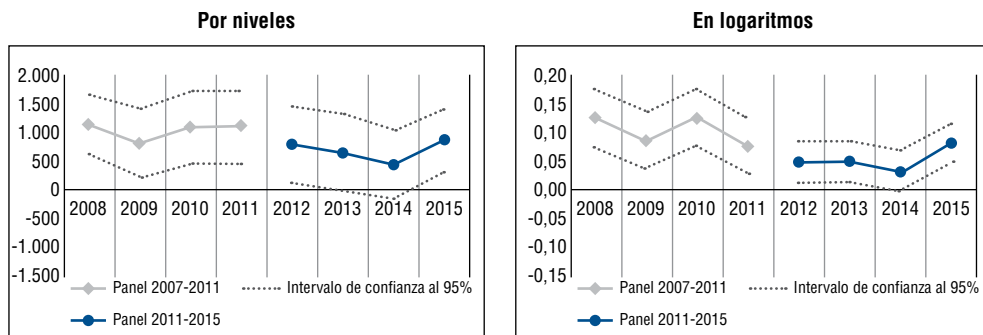 Por niveles
2.000
1.500
1.000
500
0
-500
-1.000
-1.500
2008 2009 2010 2011 2012 2013 2014 2015
Panel 2007-2011 Intervalo de confianza al 95%
Panel 2011-2015
En logaritmos
0,20
0,15
0,10
0,05
0,00
-0,05
-0,10
-0,15
2008 2009 2010 2011 2012 2013 2014 2015
Panel 2007-2011 Intervalo de confianza al 95%
Panel 2011-2015